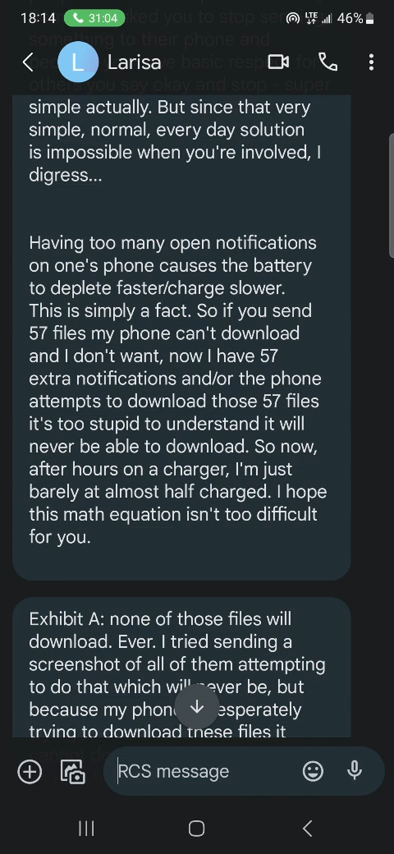 18:14
31:04
LTE
46%
Larisa
simple actually. But since that very
simple, normal, every day solution
is impossible when you're involved, I
digress...
Having too many open notifications
on one's phone causes the battery
to deplete faster/charge slower.
This is simply a fact. So if you send
57 files my phone can't download
and I don't want, now I have 57
extra notifications and/or the phone
attempts to download those 57 files
it's too stupid to understand it will
never be able to download. So now,
after hours on a charger, I'm just
barely at almost half charged. I hope
this math equation isn't too difficult
for you.
Exhibit A: none of those files will
download. Ever. I tried sending a
screenshot of all of them attempting
to do that which will never be, but
because my phone desperately
trying to download these files it
RCS message